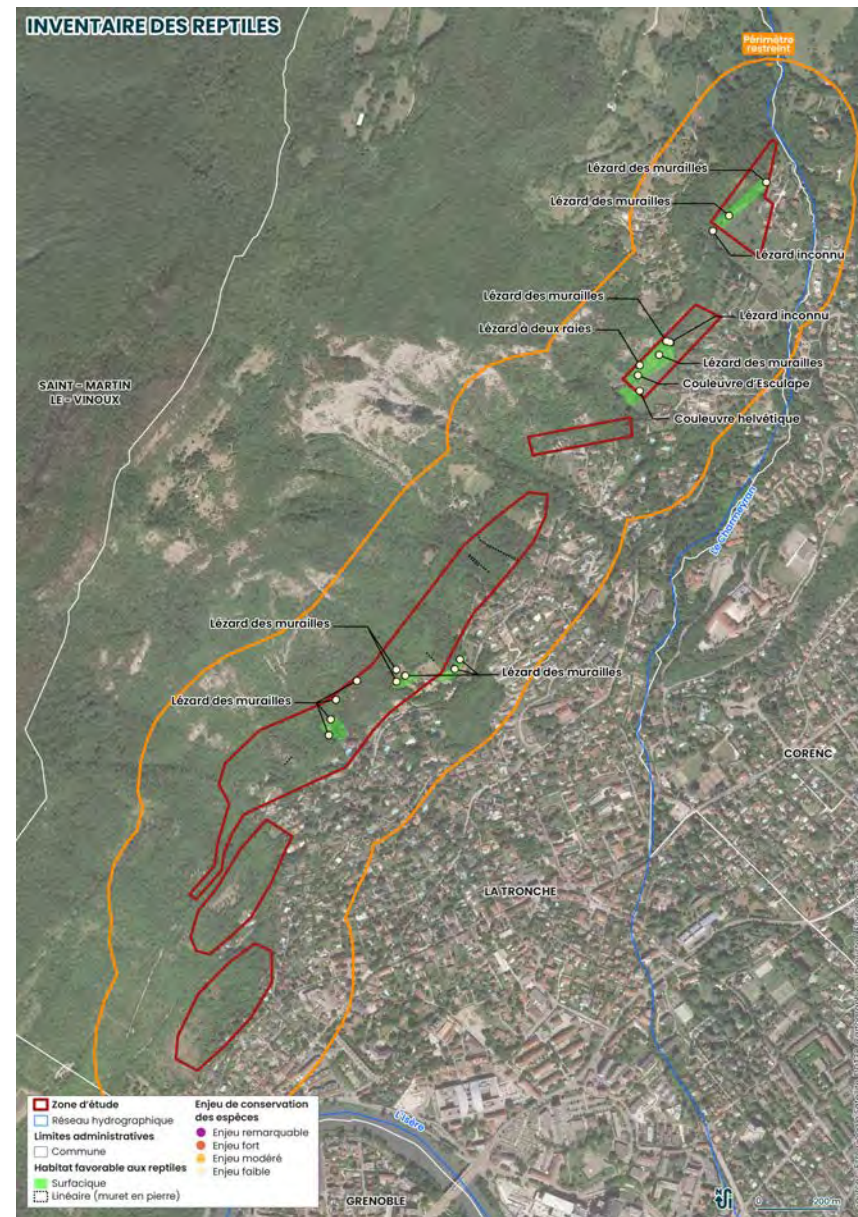 INVENTAIRE DES REPTILES
Périmètre
restreint
Lézard des murailles
Lézard des murailles
Lézard inconnu
Lézard des murailles
Lézard inconnu
Lézard à deux raies
Lézard des murailles
Couleuvre d'Esculape
Couleuvre helvétique
SAINT - MARTIN
LE - VINOUX
Le Charmeyran
Lézard des murailles
Lézard des murailles
Lézard des murailles
CORENC
LA TRONCHE
L'Isère
GRENOBLE
Zone d'étude
Réseau hydrographique
Limites administratives
Commune
Habitat favorable aux reptiles
Surfacique
Linéaire (muret en pierre)
Enjeu de conservation
des espèces
Enjeu remarquable
Enjeu fort
Enjeu modéré
Enjeu faible
N
0 200 m